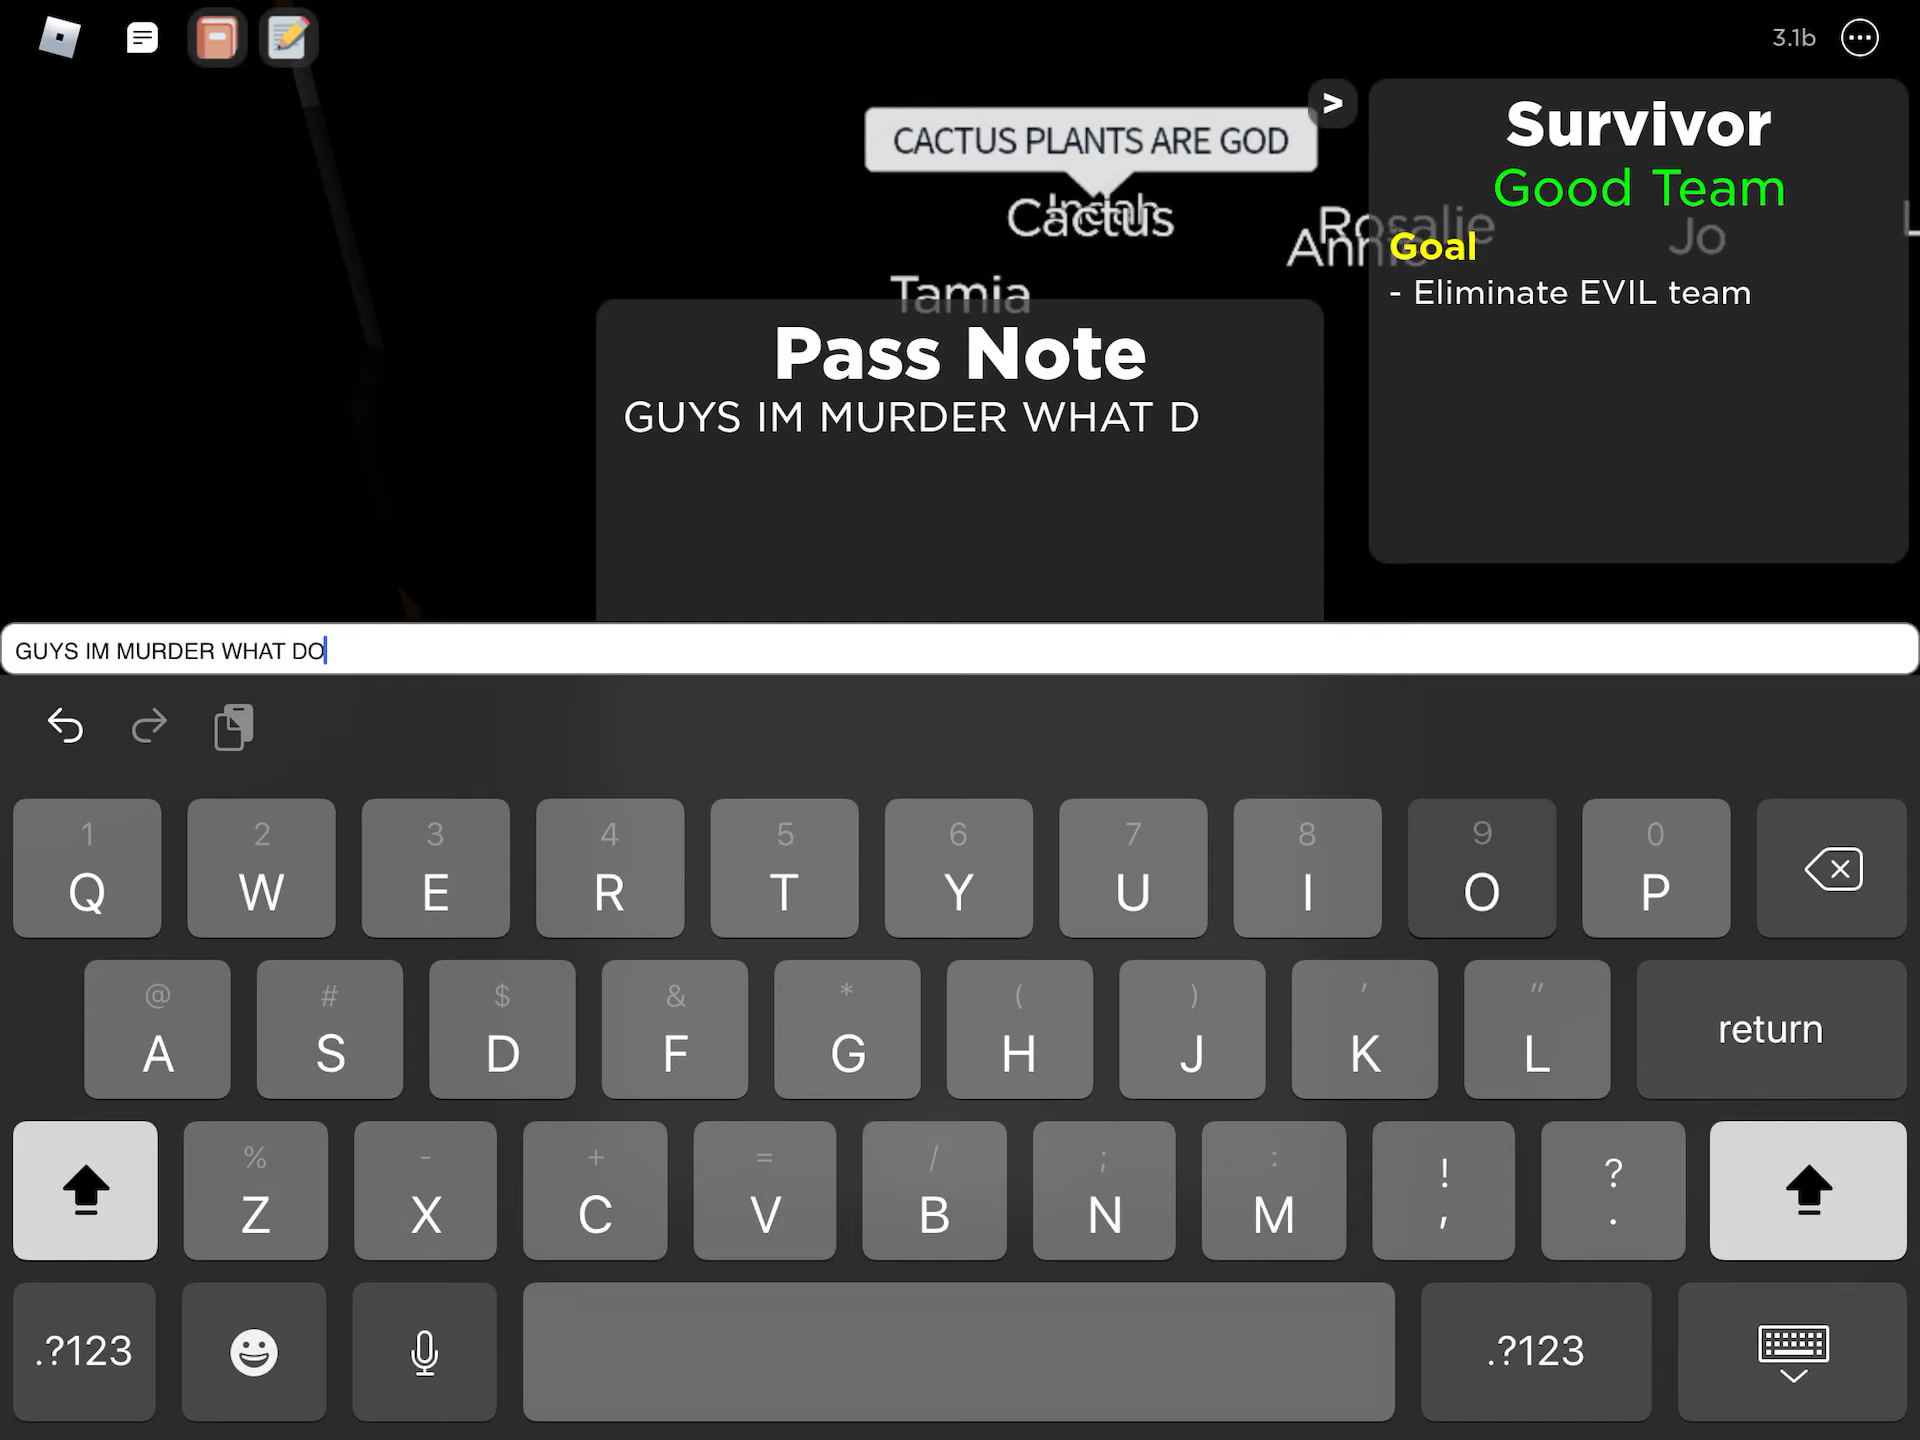 3.1b
>
CACTUS PLANTS ARE GOD
Cactus
Tamia
Rosalie
Jo
Survivor
Good Team
Goal
- Eliminate EVIL team
Pass Note
GUYS IM MURDER WHAT D
GUYS IM MURDER WHAT DO
1 2 3 4 5 6 7 8 9 0
Q W E R T Y U I O P
@ # $ & * ( ) ' "
A S D F G H J K L return
% - + = / ; : ! ?
Z X C V B N M , .
.?123 .?123